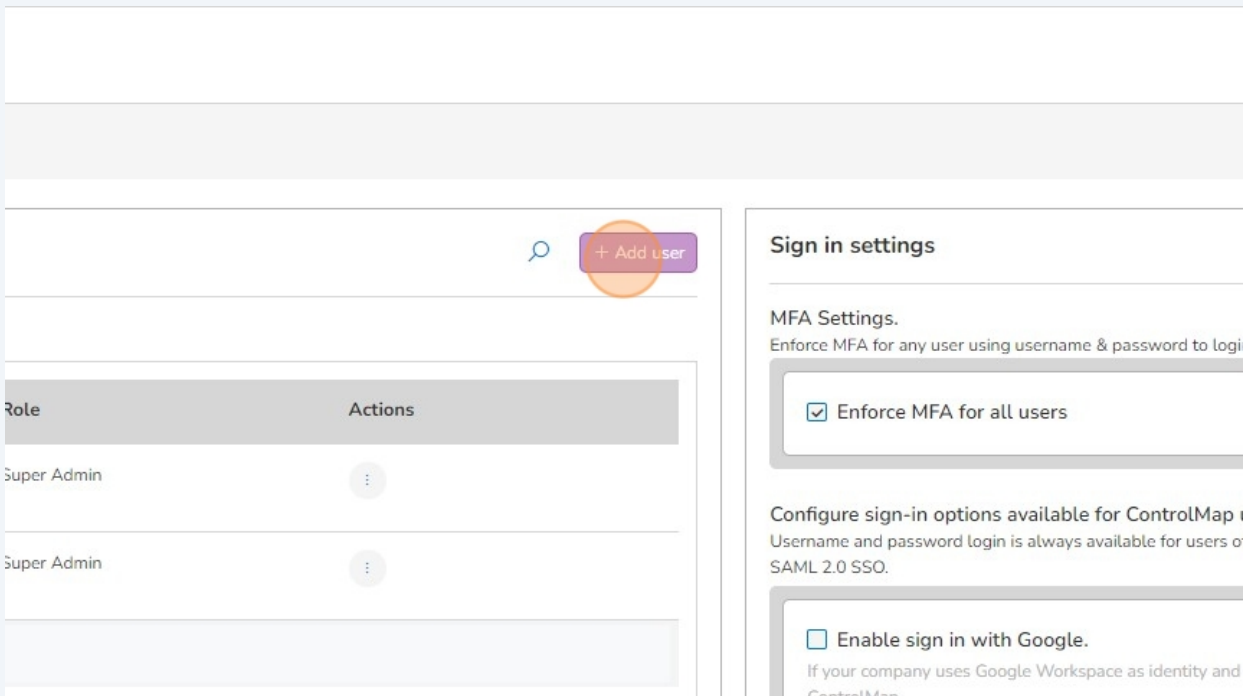 + Add user
Role
Actions
Super Admin
Super Admin
Sign in settings
MFA Settings.
Enforce MFA for any user using username & password to
Enforce MFA for all users
Configure sign-in options available for ControlMap
Username and password login is always available for users
SAML 2.0 SSO.
Enable sign in with Google.
If your company uses Google Workspace as identity and
ControlMap